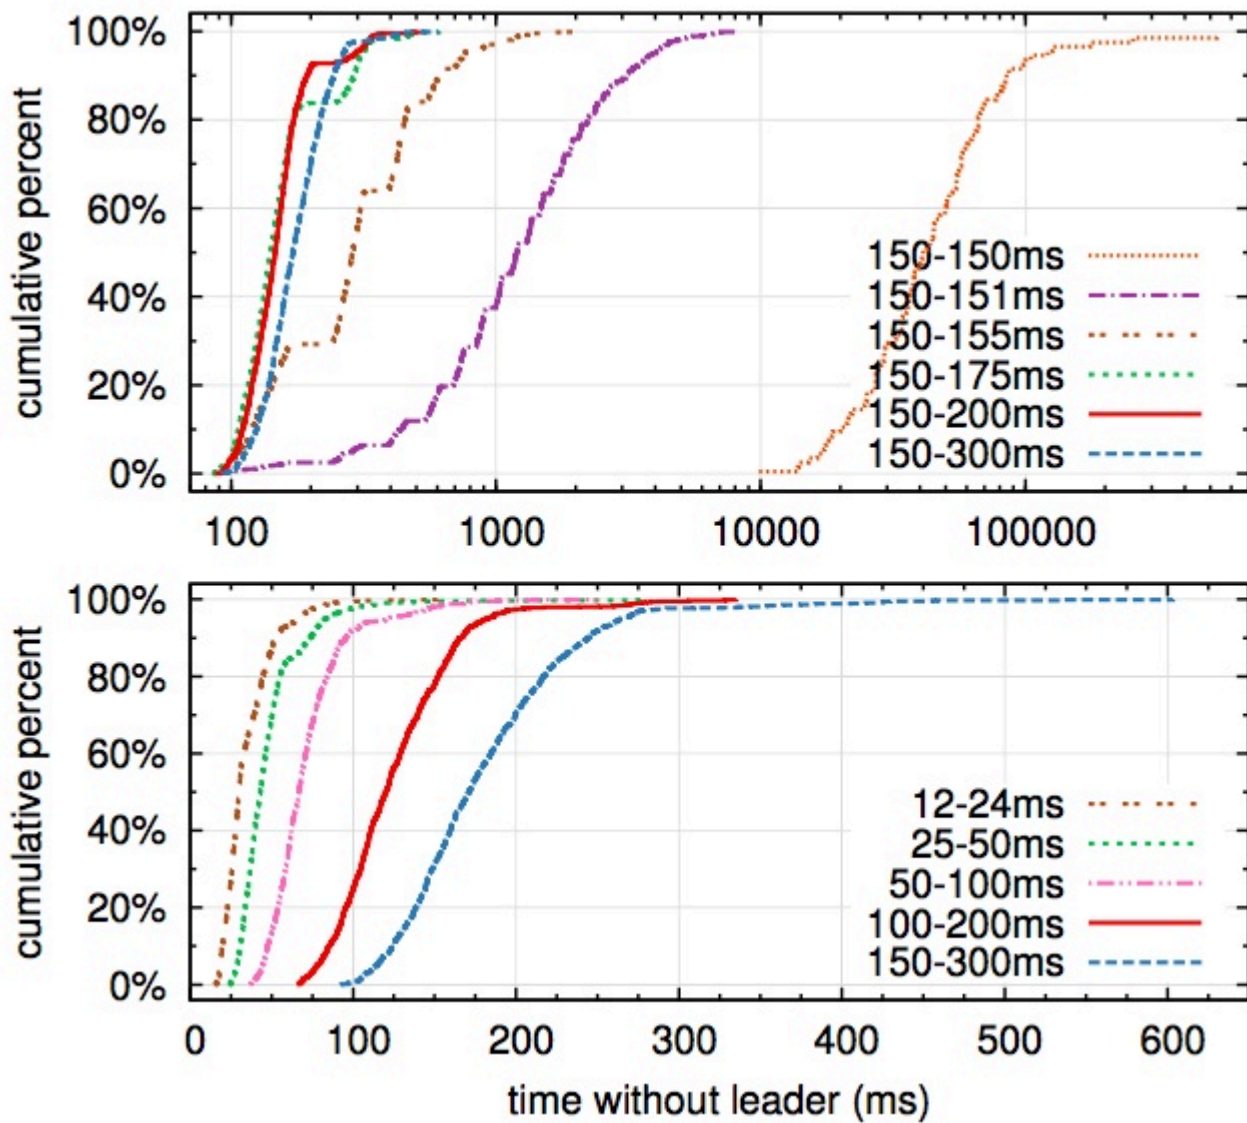 cumulative percent
100%
80%
60%
40%
20%
0%
150-150ms
150-151ms
150-155ms
150-175ms
150-200ms
150-300ms
100 1000 10000 100000
cumulative percent
100%
80%
60%
40%
20%
0%
12-24ms
25-50ms
50-100ms
100-200ms
150-300ms
0 100 200 300 400 500 600
time without leader (ms)